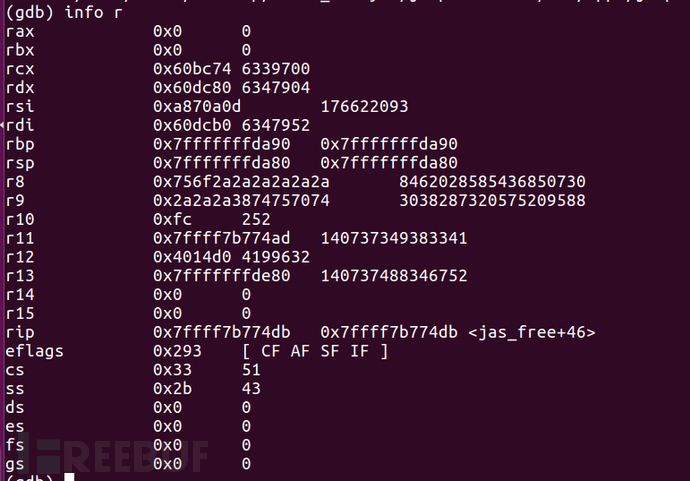 (gdb) info r
rax 0x0 0
rbx 0x0 0
rcx 0x60bc74 6339700
rdx 0x60dc80 6347904
rsi 0xa870a0d 176622093
rdi 0x60dcb0 6347952
rbp 0x7fffffffda90 0x7fffffffda90
rsp 0x7fffffffda80 0x7fffffffda80
r8 0x756f2a2a2a2a2a2a 8462028585436850730
r9 0x2a2a2a3874757074 3038287320575209588
r10 0xfc 252
r11 0x7ffff7b774ad 140737349383341
r12 0x4014d0 4199632
r13 0x7fffffffde80 140737488346752
r14 0x0 0
r15 0x0 0
rip 0x7ffff7b774db 0x7ffff7b774db <jas_free+46>
eflags 0x293 [ CF AF SF IF ]
cs 0x33 51
ss 0x2b 43
ds 0x0 0
es 0x0 0
fs 0x0 0
gs 0x0 0
(gdb)
FREEBUF